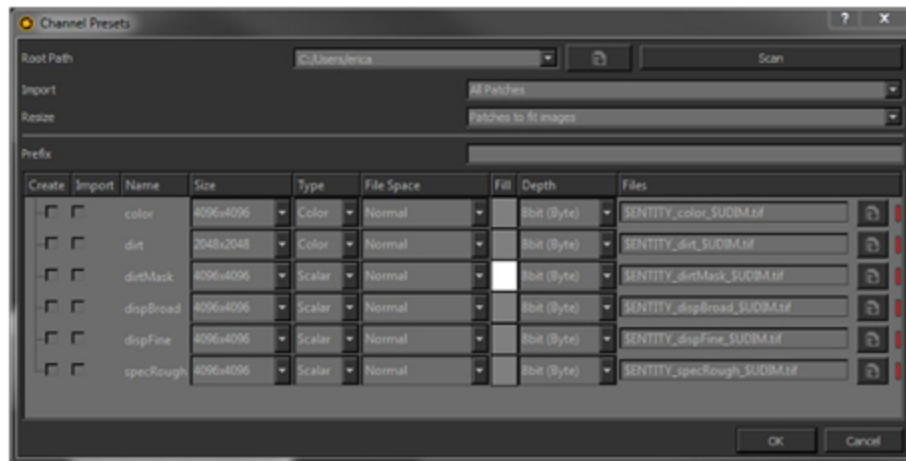 Channel Presets
Root Path C:/Users/erica Scan
Import All Patches
Resize Patches to fit images
Prefix
Create Import Name Size Type File Space Fill Depth Files
color 4096x4096 Color Normal 8bit (Byte) $ENTITY_color_$UDIM.tif
dirt 2048x2048 Color Normal 8bit (Byte) $ENTITY_dirt_$UDIM.tif
dirtMask 4096x4096 Scalar Normal 8bit (Byte) $ENTITY_dirtMask_$UDIM.tif
dispBroad 4096x4096 Scalar Normal 8bit (Byte) $ENTITY_dispBroad_$UDIM.tif
dispFine 4096x4096 Scalar Normal 8bit (Byte) $ENTITY_dispFine_$UDIM.tif
specRough 4096x4096 Scalar Normal 8bit (Byte) $ENTITY_specRough_$UDIM.tif
OK Cancel